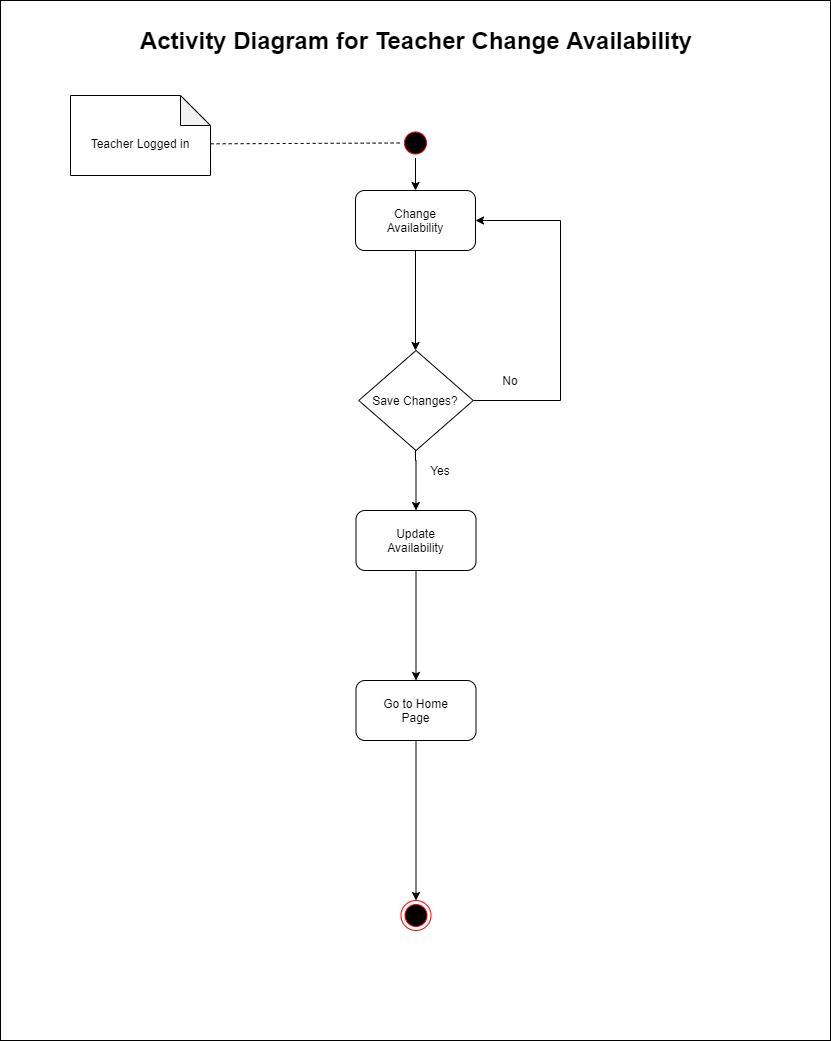 Activity Diagram for Teacher Change Availability
Teacher Logged in
Change
Availability
Save Changes?
No
Yes
Update
Availability
Go to Home
Page